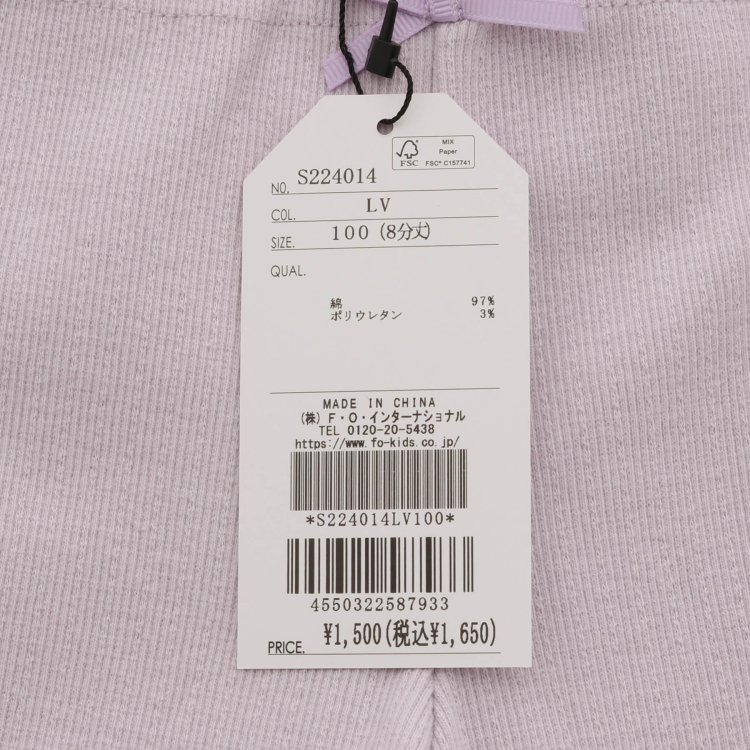 MIX
Paper
FSC
FSC® C157741
NO. S224014
COL. LV
SIZE. 100 (8分丈)
QUAL.
綿 97%
ポリウレタン 3%
MADE IN CHINA
(株) F・O・インターナショナル
TEL 0120-20-5438
https://www.fo-kids.co.jp/
*S224014LV100*
4550322587933
PRICE. ¥1,500(税込¥1,650)